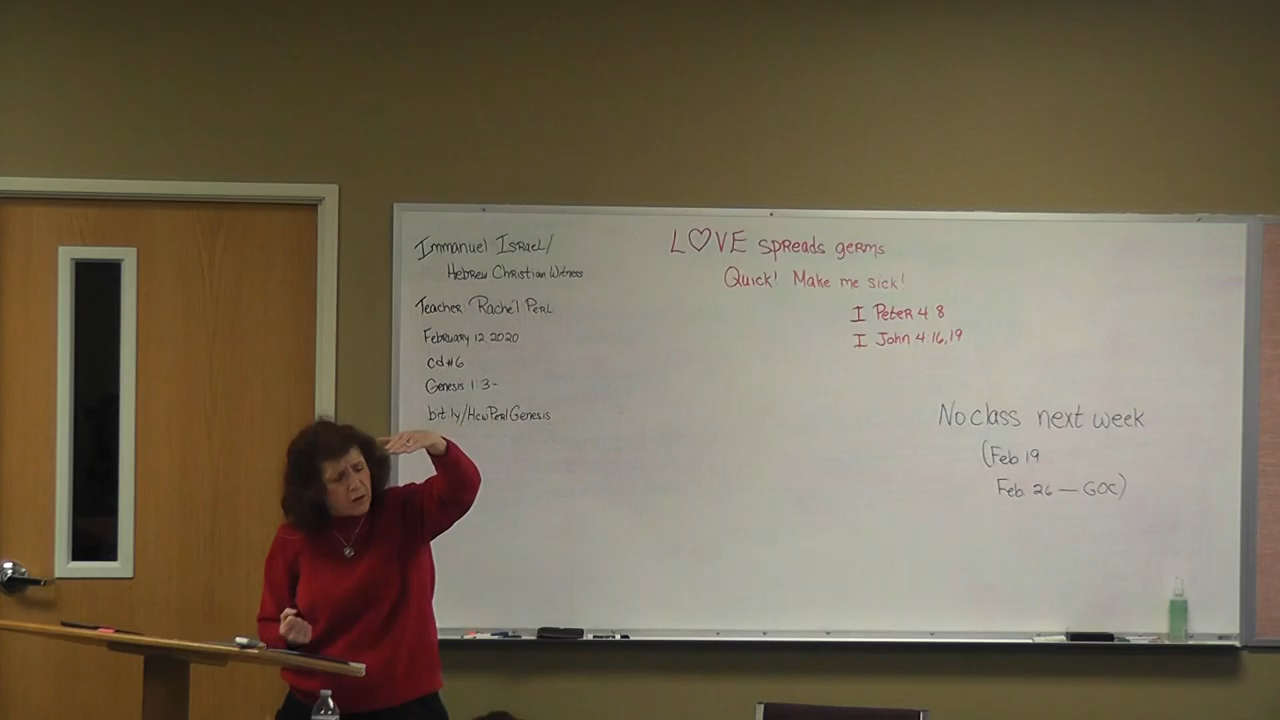 Immanuel Israel/
Hebrew Christian Witness
Teacher Rachel Perl
February 12, 2020
cd #6
Genesis 1:3-
bit.ly/HcwPerlGenesis
L♡VE spreads germs
Quick! Make me sick!
I Peter 4:8
I John 4:16,19
No class next week
(Feb 19
Feb. 26 — GOC)